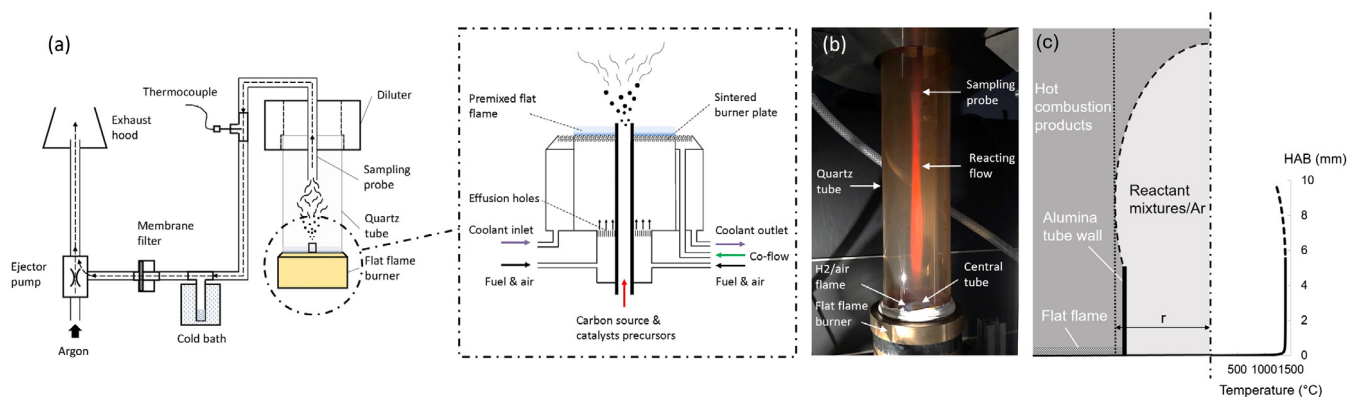 (a)
Thermocouple
Exhaust
hood
Diluter
Sampling
probe
Membrane
filter
Quartz
tube
Ejector
pump
Flat flame
burner
Cold bath
Argon
Premixed flat
flame
Sintered
burner plate
Effusion holes
Coolant inlet
Coolant outlet
Co-flow
Fuel & air
Fuel & air
Carbon source &
catalysts precursors
(b)
Sampling
probe
Reacting
flow
Quartz
tube
H2/air
flame
Central
tube
Flat flame
burner
(c)
Hot
combustion
products
HAB (mm)
10
8
6
4
2
0
Reactant
mixtures/Ar
Alumina
tube wall
Flat flame
r
500
1000
1500
Temperature (°C)